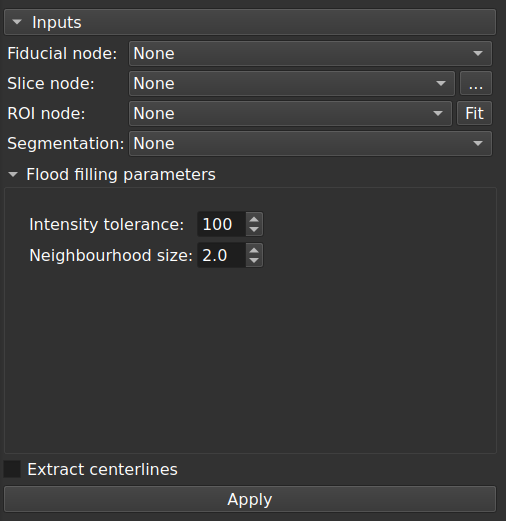 Inputs
Fiducial node: None
Slice node: None ...
ROI node: None Fit
Segmentation: None
Flood filling parameters
Intensity tolerance: 100
Neighbourhood size: 2.0
Extract centerlines
Apply